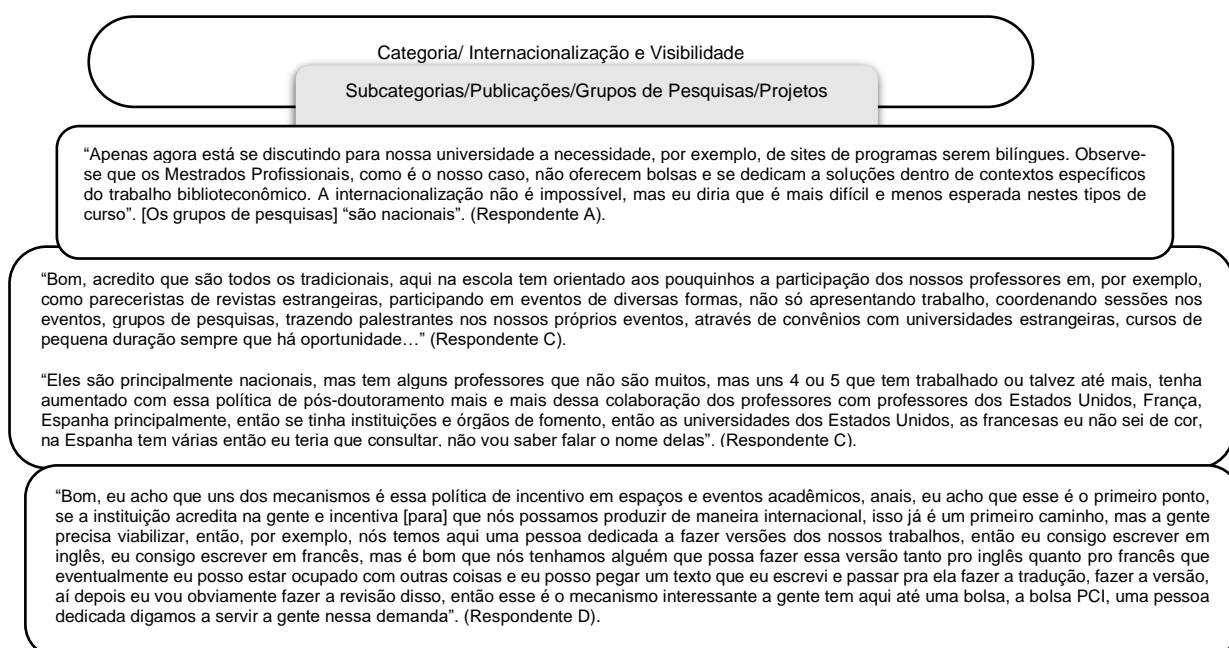 Categoria/ Internacionalização e Visibilidade
Subcategorias/Publicações/Grupos de Pesquisas/Projetos
“Apenas agora está se discutindo para nossa universidade a necessidade, por exemplo, de sites de programas serem bilíngues. Observe-
se que os Mestrados Profissionais, como é o nosso caso, não oferecem bolsas e se dedicam a soluções dentro de contextos específicos
do trabalho biblioteconômico. A internacionalização não é impossível, mas eu diria que é mais difícil e menos esperada nestes tipos de
curso”. [Os grupos de pesquisas] “são nacionais”. (Respondente A).
“Bom, acredito que são todos os tradicionais, aqui na escola tem orientado aos pouquinhos a participação dos nossos professores em, por exemplo,
como pareceristas de revistas estrangeiras, participando em eventos de diversas formas, não só apresentando trabalho, coordenando sessões nos
eventos, grupos de pesquisas, trazendo palestrantes nos nossos próprios eventos, através de convênios com universidades estrangeiras, cursos de
pequena duração sempre que há oportunidade…” (Respondente C).
“Eles são principalmente nacionais, mas tem alguns professores que não são muitos, mas uns 4 ou 5 que tem trabalhado ou talvez até mais, tenha
aumentado com essa política de pós-doutoramento mais e mais dessa colaboração dos professores com professores dos Estados Unidos, França,
Espanha principalmente, então se tinha instituições e órgãos de fomento, então as universidades dos Estados Unidos, as francesas eu não sei de cor,
na Espanha tem várias então eu teria que consultar, não vou saber falar o nome delas”. (Respondente C).
“Bom, eu acho que uns dos mecanismos é essa política de incentivo em espaços e eventos acadêmicos, anais, eu acho que esse é o primeiro ponto,
se a instituição acredita na gente e incentiva [para] que nós possamos produzir de maneira internacional, isso já é um primeiro caminho, mas a gente
precisa viabilizar, então, por exemplo, nós temos aqui uma pessoa dedicada a fazer versões dos nossos trabalhos, então eu consigo escrever em
inglês, eu consigo escrever em francês, mas é bom que nós tenhamos alguém que possa fazer essa versão tanto pro inglês quanto pro francês que
eventualmente eu posso estar ocupado com outras coisas e eu posso pegar um texto que eu escrevi e passar pra ela fazer a tradução, fazer a versão,
aí depois eu vou obviamente fazer a revisão disso, então esse é o mecanismo interessante a gente tem aqui até uma bolsa, a bolsa PCI, uma pessoa
dedicada digamos a servir a gente nessa demanda”. (Respondente D).